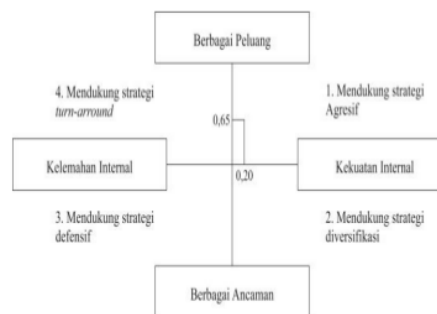 Berbagai Peluang
4. Mendukung strategi
turn-arround
1. Mendukung strategi
Agresif
0,65
Kelemahan Internal
0,20
Kekuatan Internal
3. Mendukung strategi
defensif
2. Mendukung strategi
diversifikasi
Berbagai Ancaman